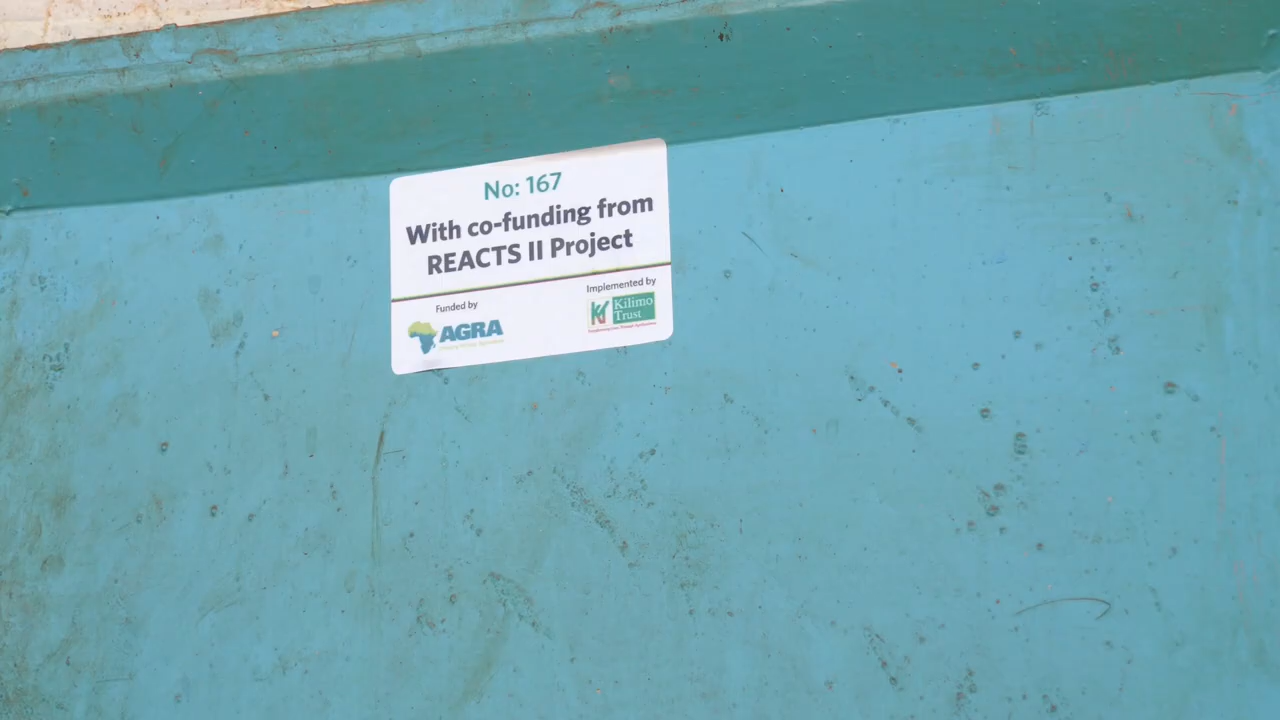 No: 167
With co-funding from
REACTS II Project
Funded by
AGRA
Implemented by
Kilimo
Trust